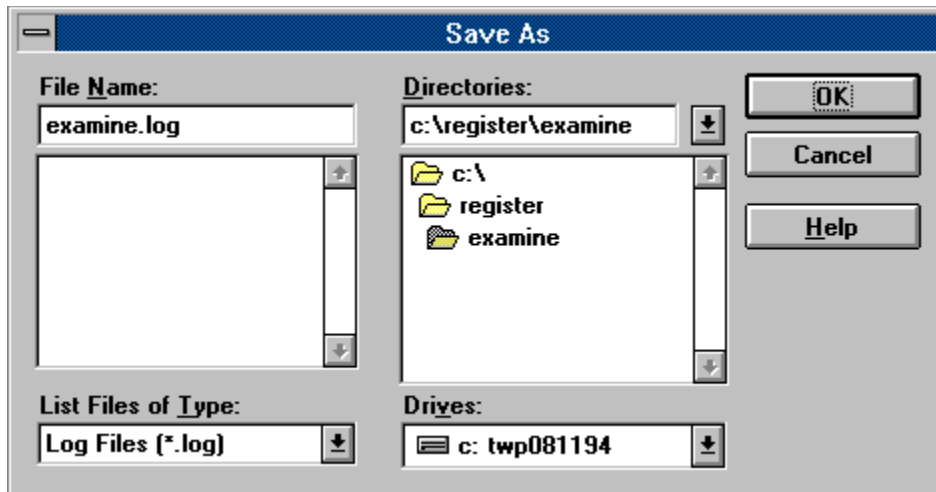 Save As
File Name:
examine.log
List Files of Type:
Log Files (*.log)
Directories:
c:\register\examine
c:\
register
examine
Drives:
c: twp081194
OK
Cancel
Help